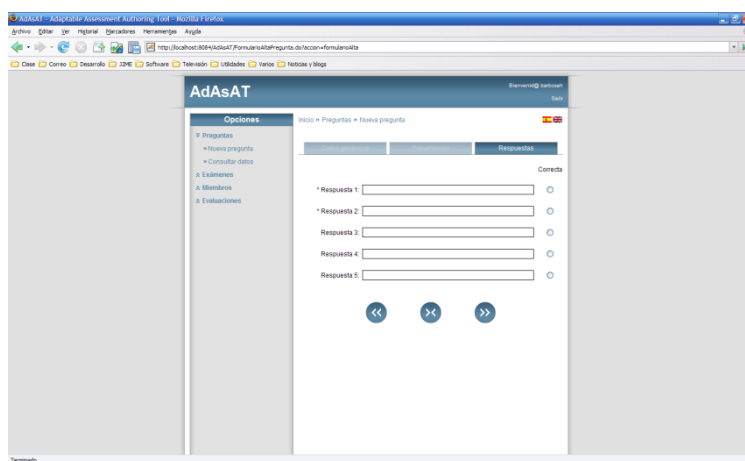 AdAsAT - Adaptable Assessment Authoring Tool - Mozilla Firefox
Archivo Editar Ver Historial Marcadores Herramientas Ayuda
http://localhost:8084/AdAsAT/FormularioAltaPregunta.do?accion=formularioAlta
Clase Correo Desarrollo J2ME Software Televisión Utilidades Varios Noticias y blogs
AdAsAT
Bienvenid@ barbosah
Salir
Opciones
Preguntas
Nueva pregunta
Consultar datos
Exámenes
Miembros
Evaluaciones
Inicio » Preguntas » Nueva pregunta
Respuestas
Correcta
* Respuesta 1:
* Respuesta 2:
Respuesta 3:
Respuesta 4:
Respuesta 5:
Terminado